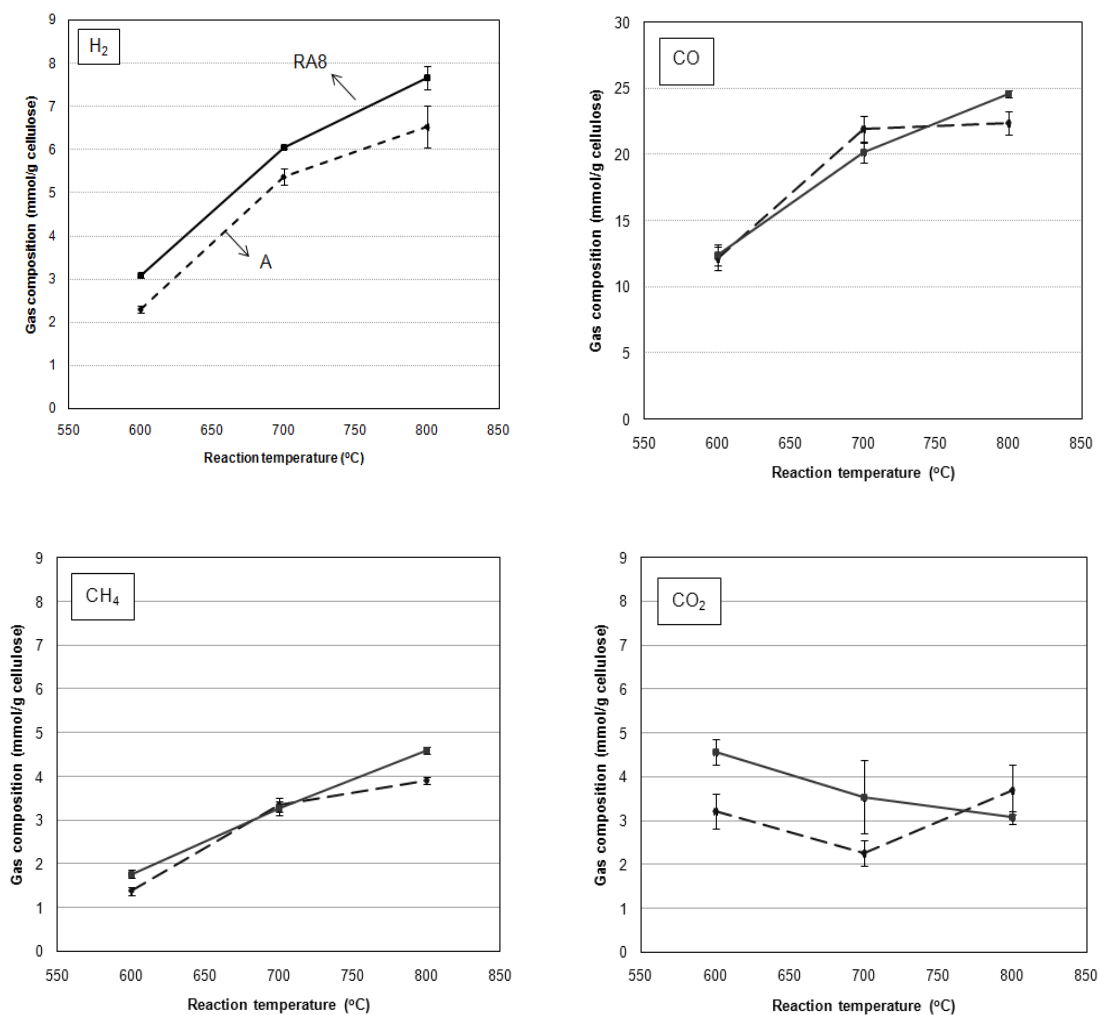 H₂
RA8
A
Gas composition (mmol/g cellulose)
9
8
7
6
5
4
3
2
1
0
550 600 650 700 750 800 850
Reaction temperature (ºC)
CO
Gas composition (mmol/g cellulose)
30
25
20
15
10
5
0
550 600 650 700 750 800 850
Reaction temperature (ºC)
CH₄
Gas composition (mmol/g cellulose)
9
8
7
6
5
4
3
2
1
0
550 600 650 700 750 800 850
Reaction temperature (ºC)
CO₂
Gas composition (mmol/g cellulose)
9
8
7
6
5
4
3
2
1
0
550 600 650 700 750 800 850
Reaction temperature (ºC)